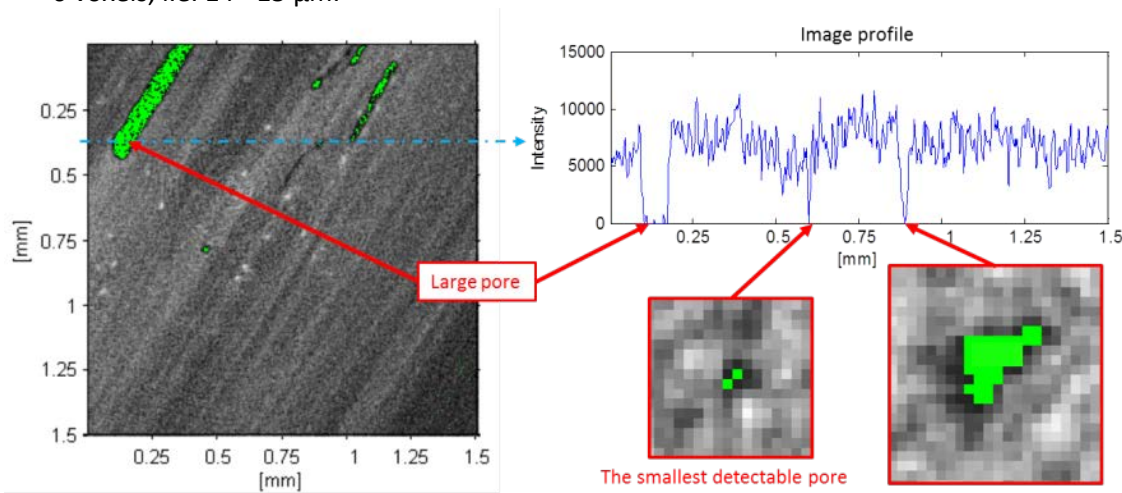 voxels, i.e. μm.
Image profile
15000
10000
5000
0
Intensity
0.25 0.5 0.75 1 1.25 1.5
[mm]
0.25
0.5
0.75
1
1.25
1.5
[mm]
0.25 0.5 0.75 1 1.25 1.5
[mm]
Large pore
The smallest detectable pore